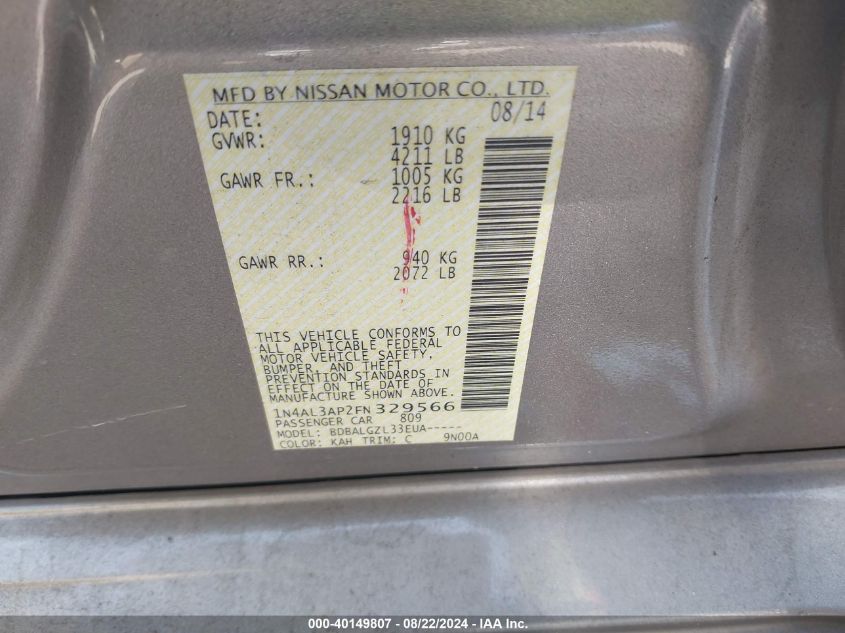 MFD BY NISSAN MOTOR CO., LTD.
DATE: 08/14
GVWR: 1910 KG
4211 LB
GAWR FR.: 1005 KG
2216 LB
GAWR RR.: 940 KG
2072 LB
THIS VEHICLE CONFORMS TO
ALL APPLICABLE FEDERAL
MOTOR VEHICLE SAFETY,
BUMPER, AND THEFT
PREVENTION STANDARDS IN
EFFECT ON THE DATE OF
MANUFACTURE SHOWN ABOVE.
1N4AL3AP2FN 329566
PASSENGER CAR 809
MODEL: BDBALGZL33EUA-----
COLOR: KAH TRIM: C 9N00A
000-40149807 - 08/22/2024 - IAA Inc.